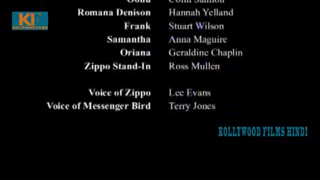 Romana Denison Hannah Yelland
Frank Stuart Wilson
Samantha Anna Maguire
Oriana Geraldine Chaplin
Zippo Stand-In Ross Mullen
Voice of Zippo Lee Evans
Voice of Messenger Bird Terry Jones
KOLLYWOOD FILMS HINDI